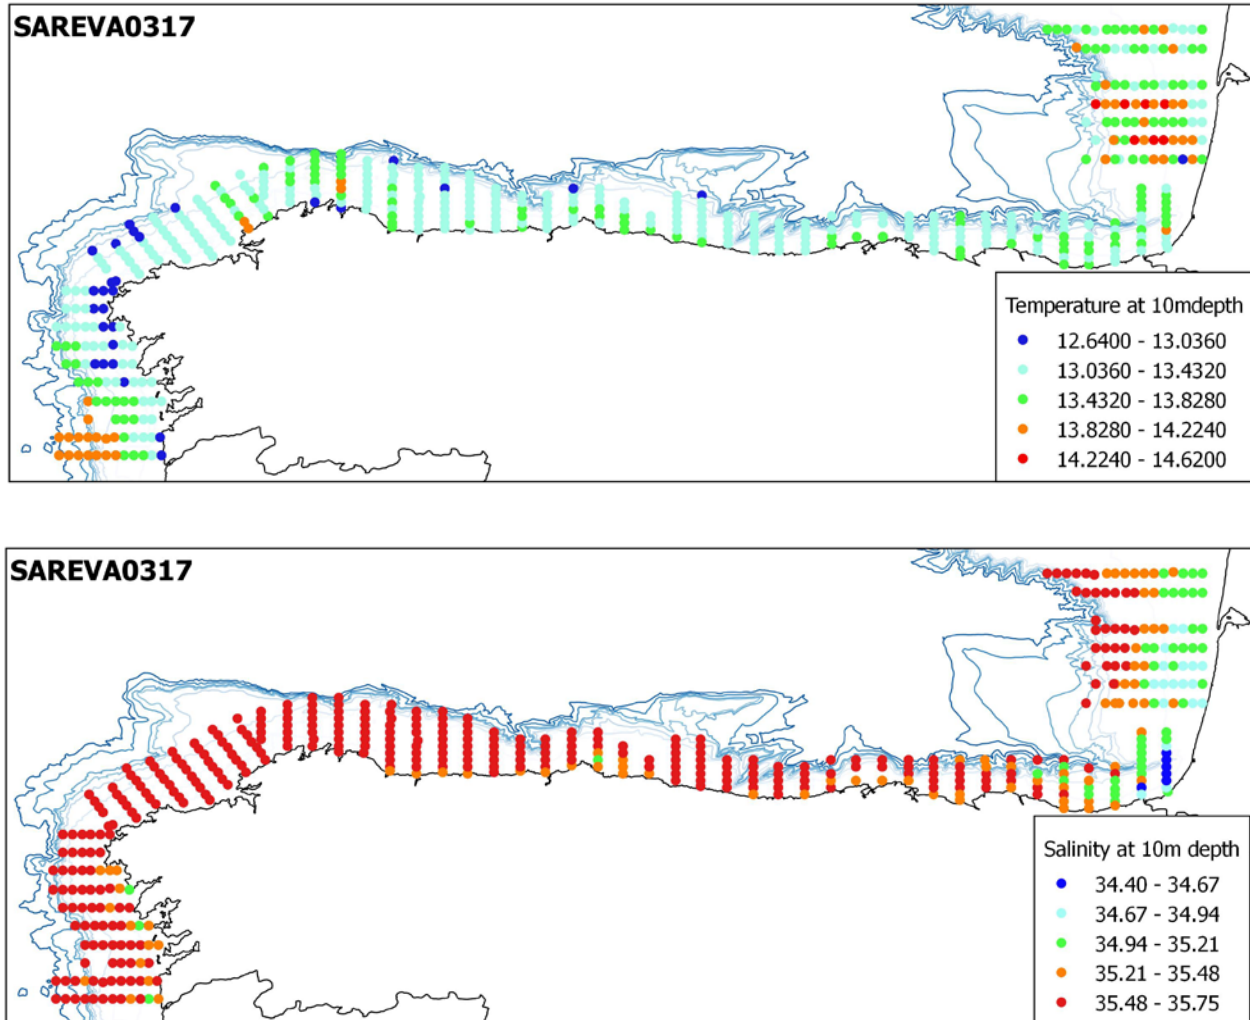 SAREVA0317
Temperature at 10mdepth
12.6400 - 13.0360
13.0360 - 13.4320
13.4320 - 13.8280
13.8280 - 14.2240
14.2240 - 14.6200
SAREVA0317
Salinity at 10m depth
34.40 - 34.67
34.67 - 34.94
34.94 - 35.21
35.21 - 35.48
35.48 - 35.75